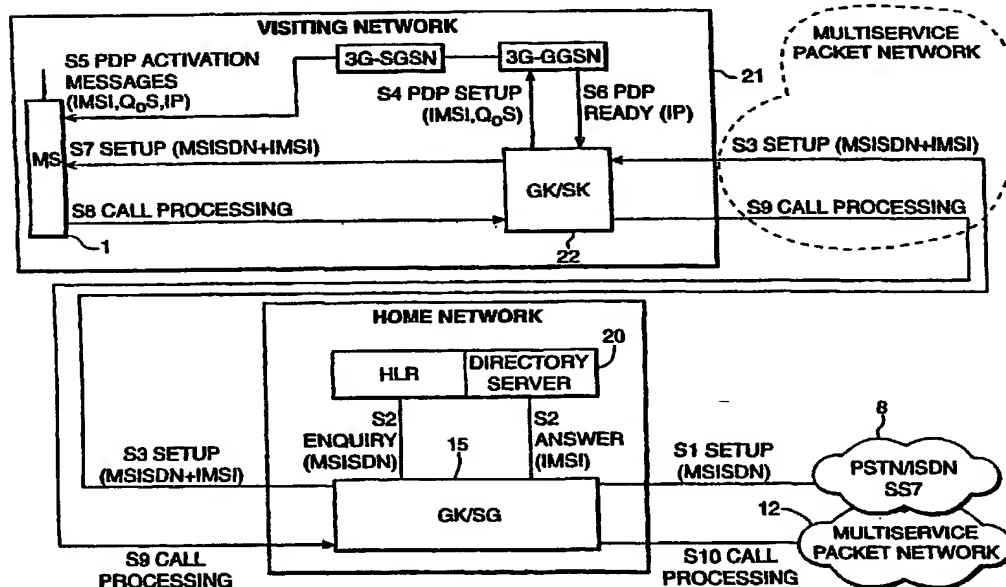 VISITING NETWORK
MULTISERVICE
PACKET NETWORK
21
S5 PDP ACTIVATION
MESSAGES
(IMSI,QoS,IP)
3G-SGSN
3G-GGSN
S4 PDP SETUP
(IMSI,QoS)
S6 PDP
READY (IP)
MS
S7 SETUP (MSISDN+IMSI)
S3 SETUP (MSISDN+IMSI)
GK/SK
S8 CALL PROCESSING
S9 CALL PROCESSING
1
22
HOME NETWORK
HLR
DIRECTORY
SERVER
20
S2
ENQUIRY
(MSISDN)
15
S2
ANSWER
(IMSI)
S3 SETUP
(MSISDN+IMSI)
S1 SETUP
(MSISDN)
8
PSTN/ISDN
SS7
GK/SG
12
MULTISERVICE
PACKET NETWORK
S9 CALL
PROCESSING
S10 CALL
PROCESSING